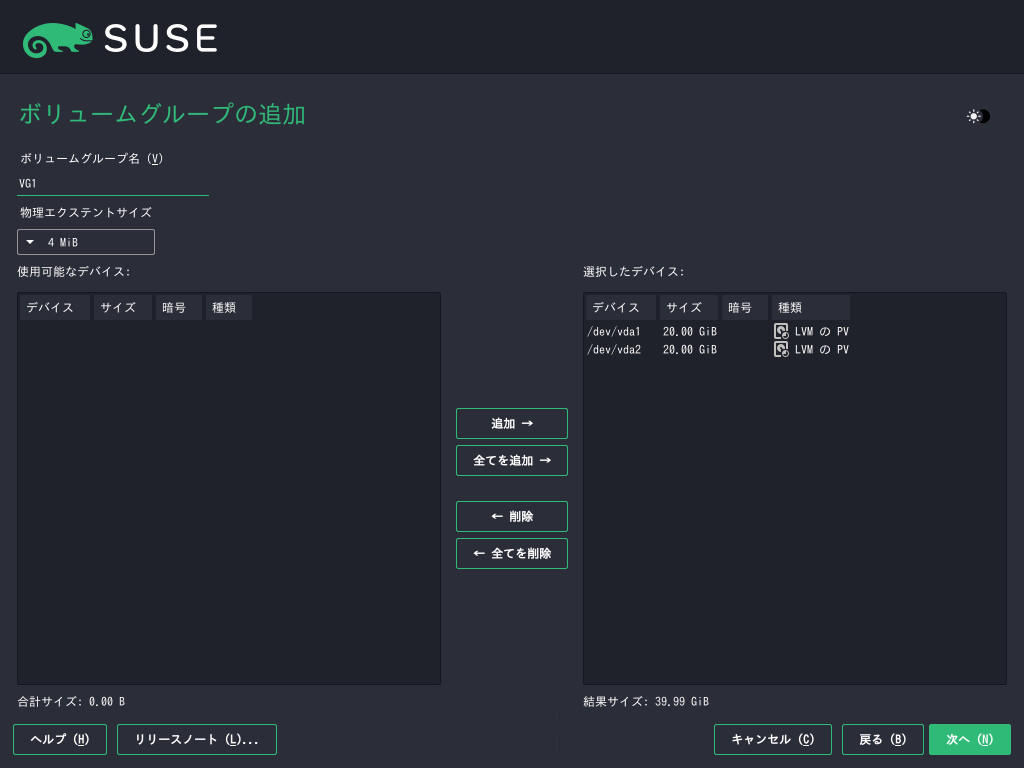 SUSE
ボリュームグループの追加
ボリュームグループ名 (V)
VG1
物理エクステントサイズ
4 MiB
使用可能なデバイス:
デバイス サイズ 暗号 種類
追加 →
全てを追加 →
← 削除
← 全てを削除
選択したデバイス:
デバイス サイズ 暗号 種類
/dev/vda1 20.00 GiB LVM の PV
/dev/vda2 20.00 GiB LVM の PV
合計サイズ: 0.00 B
結果サイズ: 39.99 GiB
ヘルプ (H) リリースノート (L)... キャンセル (C) 戻る (B) 次へ (N)